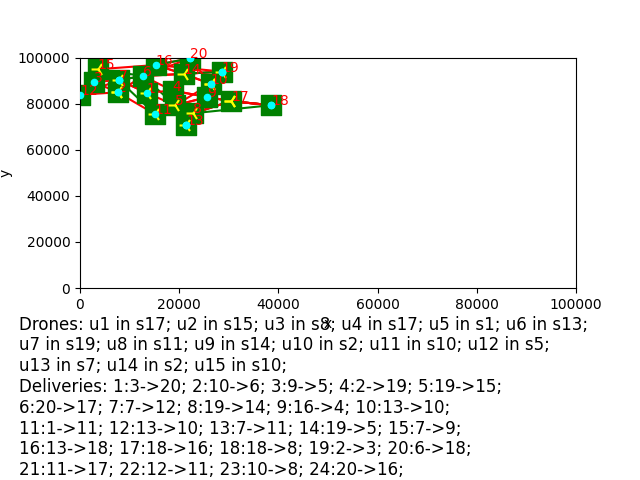 20
100000
16
15
19
80000
17
18
60000
y
40000
20000
0
0 20000 40000 60000 80000 100000
x
Drones: u1 in s17; u2 in s15; u3 in s8; u4 in s17; u5 in s1; u6 in s13;
u7 in s19; u8 in s11; u9 in s14; u10 in s2; u11 in s10; u12 in s5;
u13 in s7; u14 in s2; u15 in s10;
Deliveries: 1:3->20; 2:10->6; 3:9->5; 4:2->19; 5:19->15;
6:20->17; 7:7->12; 8:19->14; 9:16->4; 10:13->10;
11:1->11; 12:13->10; 13:7->11; 14:19->5; 15:7->9;
16:13->18; 17:18->16; 18:18->8; 19:2->3; 20:6->18;
21:11->17; 22:12->11; 23:10->8; 24:20->16;